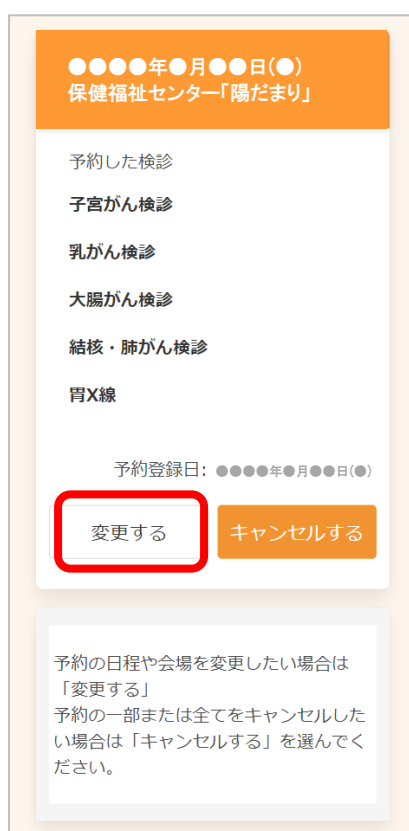 ●●●●年●月●●日(●)
保健福祉センター「陽だまり」
予約した検診
子宮がん検診
乳がん検診
大腸がん検診
結核・肺がん検診
胃X線
予約登録日：●●●●年●月●●日(●)
変更する
キャンセルする
予約の日程や会場を変更したい場合は
「変更する」
予約の一部または全てをキャンセルした
い場合は「キャンセルする」を選んでく
ださい。